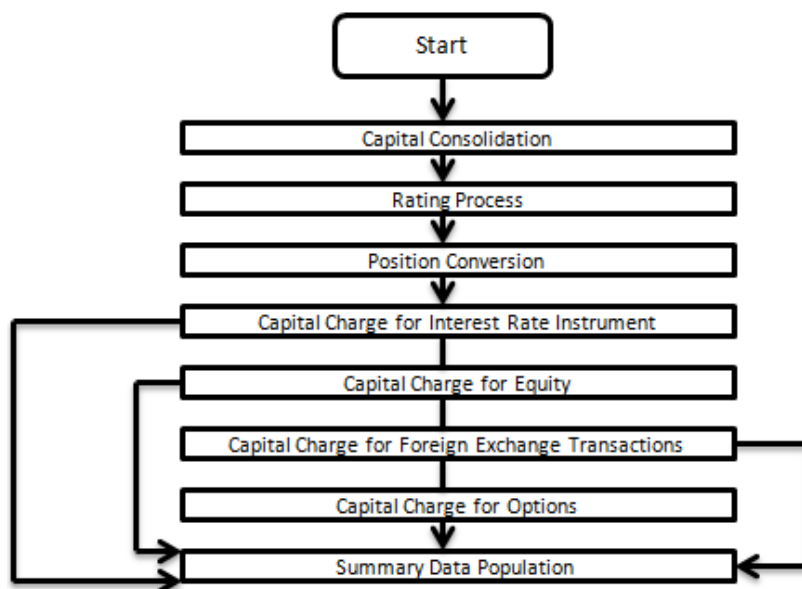 Start
Capital Consolidation
Rating Process
Position Conversion
Capital Charge for Interest Rate Instrument
Capital Charge for Equity
Capital Charge for Foreign Exchange Transactions
Capital Charge for Options
Summary Data Population